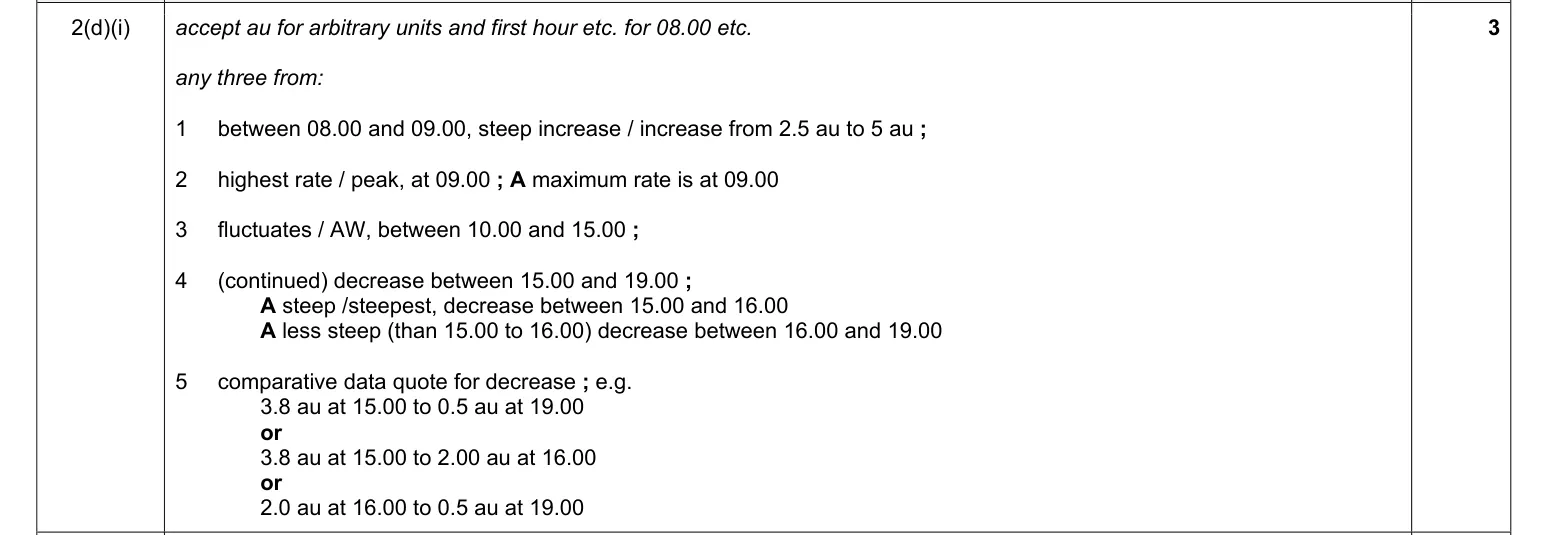 2(d)(i) accept au for arbitrary units and first hour etc. for 08.00 etc. 3
any three from:
1 between 08.00 and 09.00, steep increase / increase from 2.5 au to 5 au ;
2 highest rate / peak, at 09.00 ; A maximum rate is at 09.00
3 fluctuates / AW, between 10.00 and 15.00 ;
4 (continued) decrease between 15.00 and 19.00 ;
A steep /steepest, decrease between 15.00 and 16.00
A less steep (than 15.00 to 16.00) decrease between 16.00 and 19.00
5 comparative data quote for decrease ; e.g.
3.8 au at 15.00 to 0.5 au at 19.00
or
3.8 au at 15.00 to 2.00 au at 16.00
or
2.0 au at 16.00 to 0.5 au at 19.00